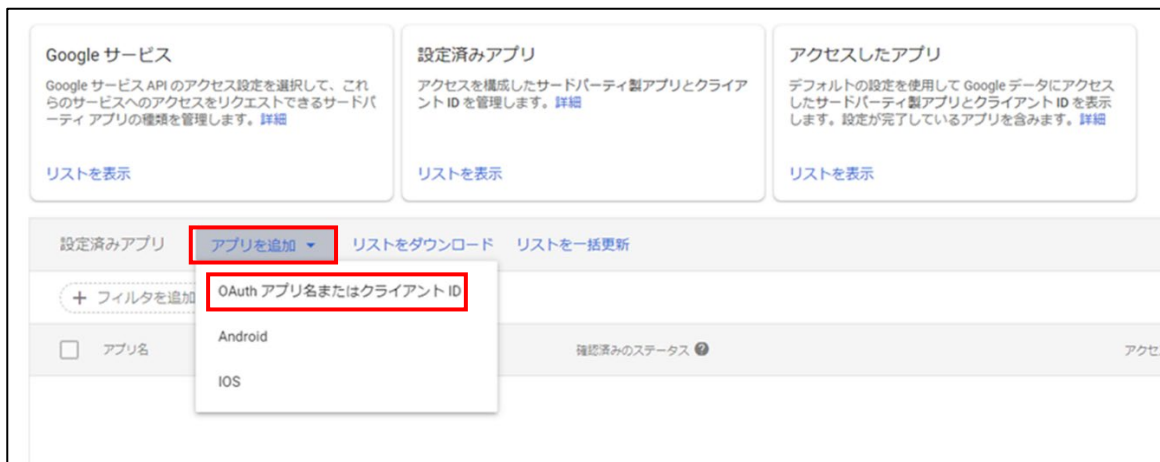 Google サービス
Google サービス API のアクセス設定を選択して、これ
らのサービスへのアクセスをリクエストできるサードパ
ーティ アプリの種類を管理します。詳細
リストを表示
設定済みアプリ
アクセスを構成したサードパーティ製アプリとクライア
ント ID を管理します。詳細
リストを表示
アクセスしたアプリ
デフォルトの設定を使用して Google データにアクセス
したサードパーティ製アプリとクライアント ID を表示
します。設定が完了しているアプリを含みます。詳細
リストを表示
設定済みアプリ アプリを追加 リストをダウンロード リストを一括更新
+ フィルタを追加
OAuth アプリ名またはクライアント ID
Android
IOS
アプリ名 確認済みのステータス ? アクセ